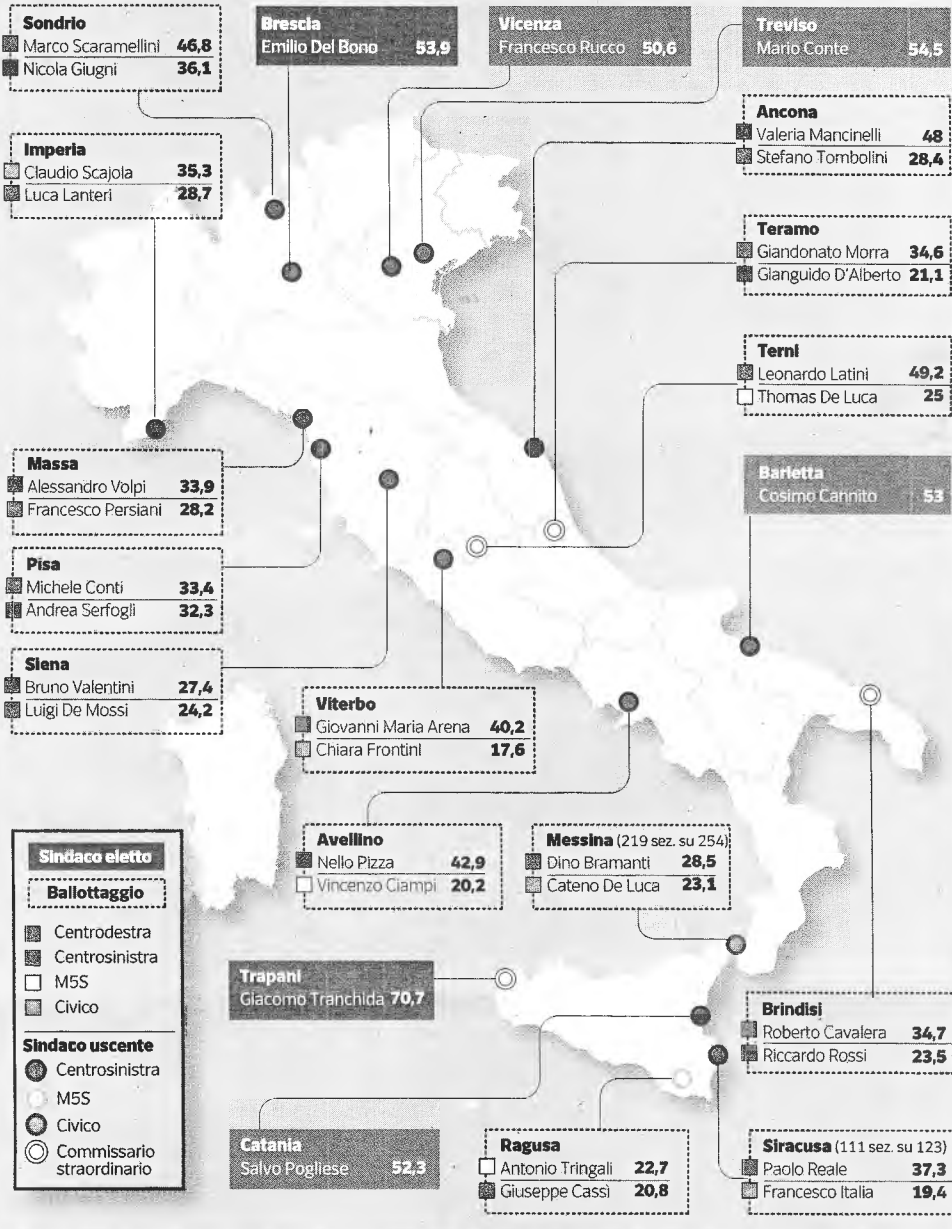 Sondrio
Marco Scaramellini 46,8
Nicola Giugni 36,1
Brescia
Emilio Del Bono 53,9
Vicenza
Francesco Rucco 50,6
Treviso
Mario Conte 54,5
Imperia
Claudio Scajola 35,3
Luca Lanteri 28,7
Ancona
Valeria Mancinelli 48
Stefano Tombolini 28,4
Teramo
Giandonato Morra 34,6
Gianguido D'Alberto 21,1
Terni
Leonardo Latini 49,2
Thomas De Luca 25
Massa
Alessandro Volpi 33,9
Francesco Persiani 28,2
Barletta
Cosimo Cannito 53
Pisa
Michele Conti 33,4
Andrea Serfogli 32,3
Siena
Bruno Valentini 27,4
Luigi De Mossi 24,2
Viterbo
Giovanni Maria Arena 40,2
Chiara Frontini 17,6
Avellino
Nello Pizza 42,9
Vincenzo Ciampi 20,2
Messina (219 sez. su 254)
Dino Bramanti 28,5
Cateno De Luca 23,1
Sindaco eletto
Ballottaggio
Centrodestra
Centrosinistra
M5S
Civico
Sindaco uscente
Centrosinistra
M5S
Civico
Commissario
straordinario
Trapani
Giacomo Tranchida 70,7
Brindisi
Roberto Cavalera 34,7
Riccardo Rossi 23,5
Catania
Salvo Pogliese 52,3
Ragusa
Antonio Tringali 22,7
Giuseppe Cassì 20,8
Siracusa (111 sez. su 123)
Paolo Reale 37,3
Francesco Italia 19,4